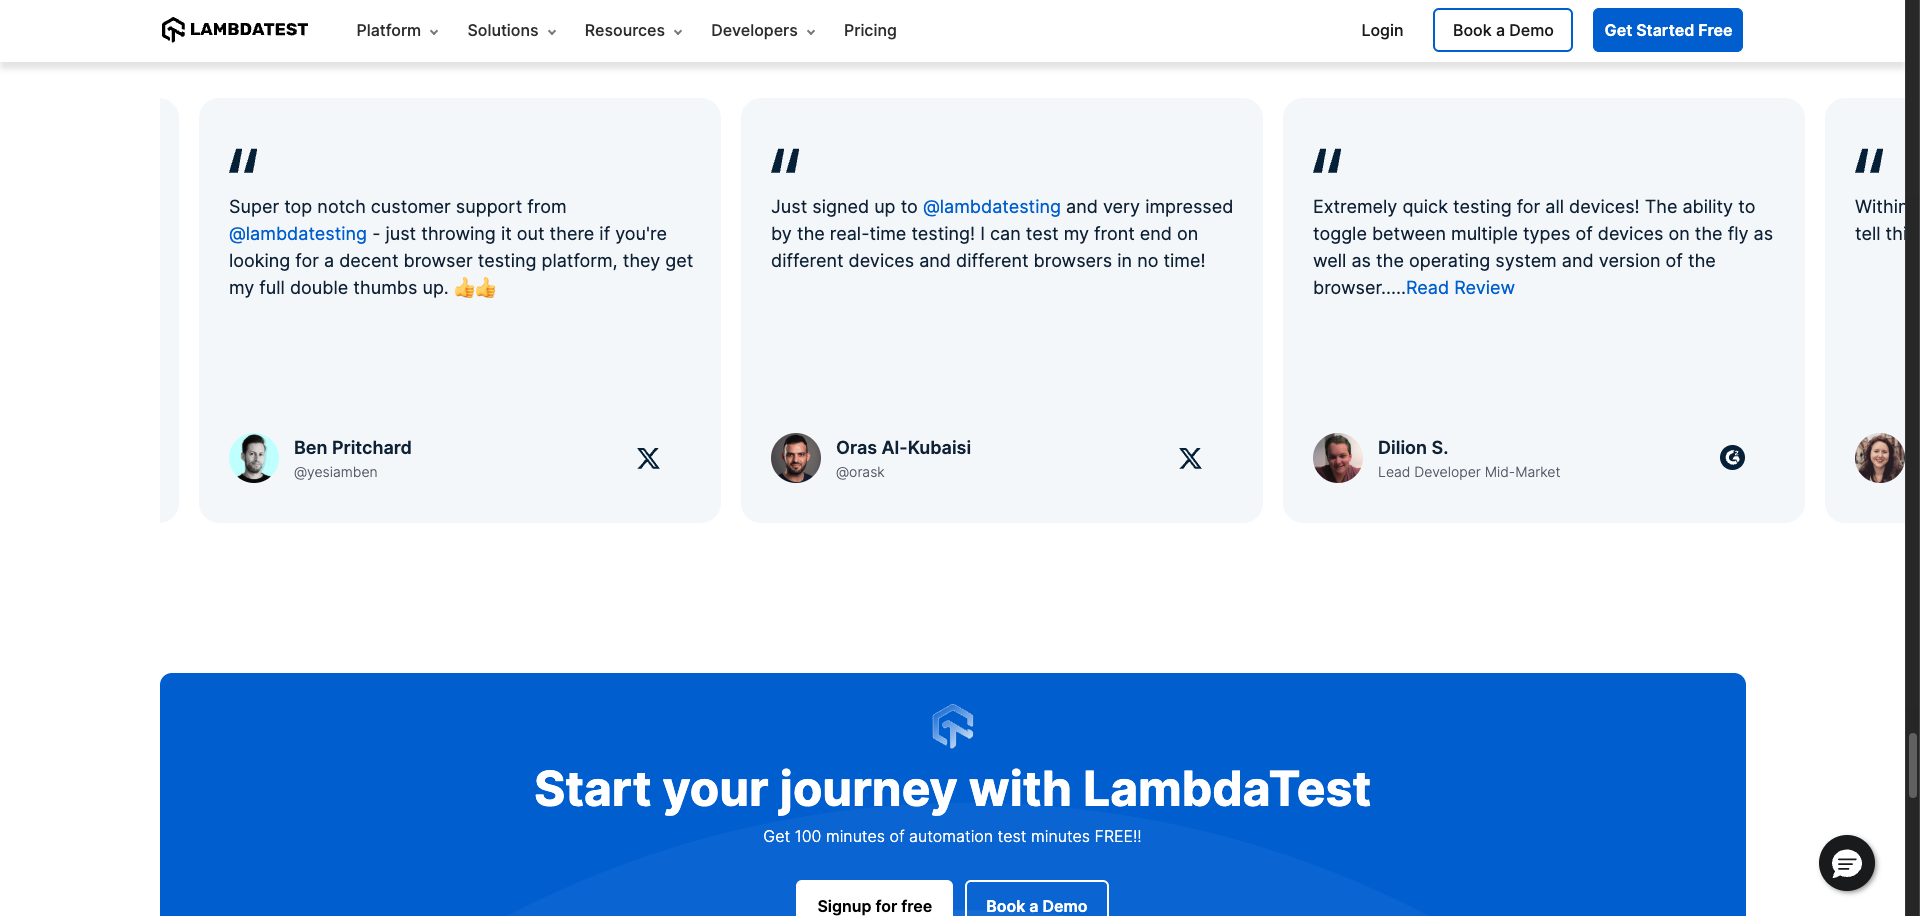 LAMBDATEST
Platform
Solutions
Resources
Developers
Pricing
Login
Book a Demo
Get Started Free
Super top notch customer support from
@lambdatesting - just throwing it out there if you're
looking for a decent browser testing platform, they get
my full double thumbs up. 👍👍
Ben Pritchard
@yesiamben
Just signed up to @lambdatesting and very impressed
by the real-time testing! I can test my front end on
different devices and different browsers in no time!
Oras Al-Kubaisi
@orask
Extremely quick testing for all devices! The ability to
toggle between multiple types of devices on the fly as
well as the operating system and version of the
browser.....Read Review
Dilion S.
Lead Developer Mid-Market
Within
tell
Start your journey with LambdaTest
Get 100 minutes of automation test minutes FREE!!
Signup for free
Book a Demo